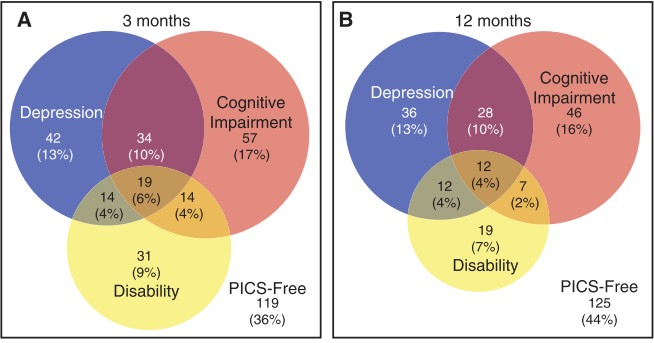 A
3 months
Depression
42
(13%)
34
(10%)
Cognitive
Impairment
57
(17%)
19
(6%)
14
(4%)
14
(4%)
31
(9%)
Disability
PICS-Free
119
(36%)
B
12 months
Depression
36
(13%)
28
(10%)
Cognitive
Impairment
46
(16%)
12
(4%)
12
(4%)
7
(2%)
19
(7%)
Disability
PICS-Free
125
(44%)